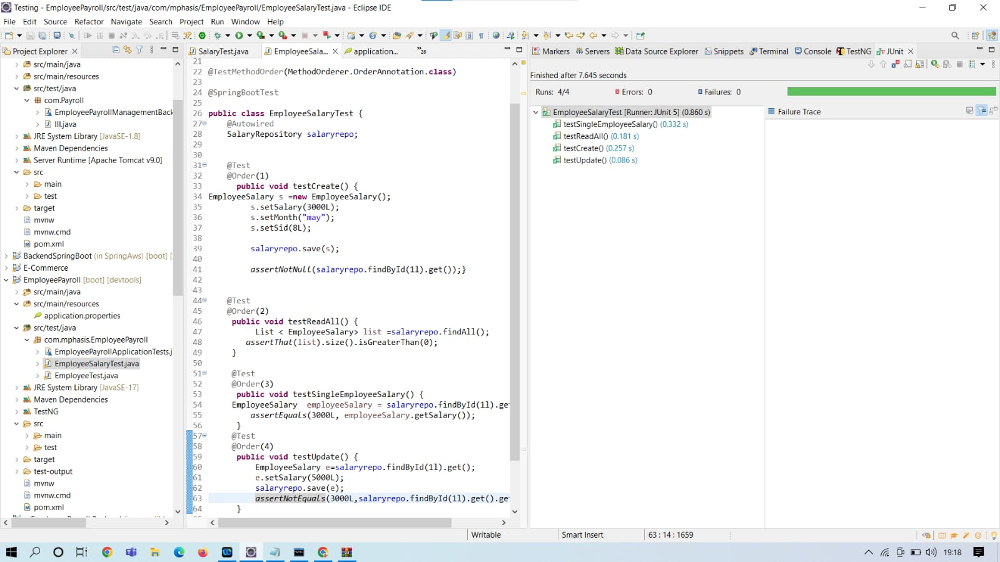 Testing - EmployeePayroll/src/test/java/com/mphasis/EmployeePayroll/EmployeeSalaryTest.java - Eclipse IDE
File Edit Source Refactor Navigate Search Project Run Window Help
Project Explorer
src/main/java
src/main/resources
src/test/java
com.Payroll
EmployeePayrollManagementBack
III.java
JRE System Library [JavaSE-1.8]
Maven Dependencies
Server Runtime [Apache Tomcat v9.0]
src
main
test
target
mvnw
mvnw.cmd
pom.xml
BackendSpringBoot (in SpringAws) [boot] [
E-Commerce
EmployeePayroll [boot] [devtools]
src/main/java
src/main/resources
application.properties
src/test/java
com.mphasis.EmployeePayroll
EmployeePayrollApplicationTests.j
EmployeeSalaryTest.java
EmployeeTest.java
JRE System Library [JavaSE-17]
Maven Dependencies
TestNG
src
main
test
target
test-output
mvnw
mvnw.cmd
pom.xml
SalaryTest.java EmployeeSala... application... »26
21
22 @TestMethodOrder(MethodOrderer.OrderAnnotation.class)
23
24 @SpringBootTest
25
26 public class EmployeeSalaryTest {
27 @Autowired
28 SalaryRepository salaryrepo;
29
30
31 @Test
32 @Order(1)
33 public void testCreate() {
34 EmployeeSalary s =new EmployeeSalary();
35 s.setSalary(3000L);
36 s.setMonth("may");
37 s.setSid(8L);
38
39 salaryrepo.save(s);
40
41 assertNotNull(salaryrepo.findById(1l).get());}
42
43
44 @Test
45 @Order(2)
46 public void testReadAll() {
47 List < EmployeeSalary> list =salaryrepo.findAll();
48 assertThat(list).size().isGreaterThan(0);
49 }
50
51 @Test
52 @Order(3)
53 public void testSingleEmployeeSalary() {
54 EmployeeSalary employeeSalary = salaryrepo.findById(1l).ge
55 assertEquals(3000L, employeeSalary.getSalary());
56 }
57 @Test
58 @Order(4)
59 public void testUpdate() {
60 EmployeeSalary e=salaryrepo.findById(1l).get();
61 e.setSalary(5000L);
62 salaryrepo.save(e);
63 assertNotEquals(3000L,salaryrepo.findById(1l).get().ge
64 }
Markers Servers Data Source Explorer Snippets Terminal Console TestNG JUnit
Finished after 7.645 seconds
Runs: 4/4 Errors: 0 Failures: 0
EmployeeSalaryTest [Runner: JUnit 5] (0.860 s)
testSingleEmployeeSalary() (0.332 s)
testReadAll() (0.181 s)
testCreate() (0.257 s)
testUpdate() (0.086 s)
Failure Trace
Writable Smart Insert 63 : 14 : 1659
19:18